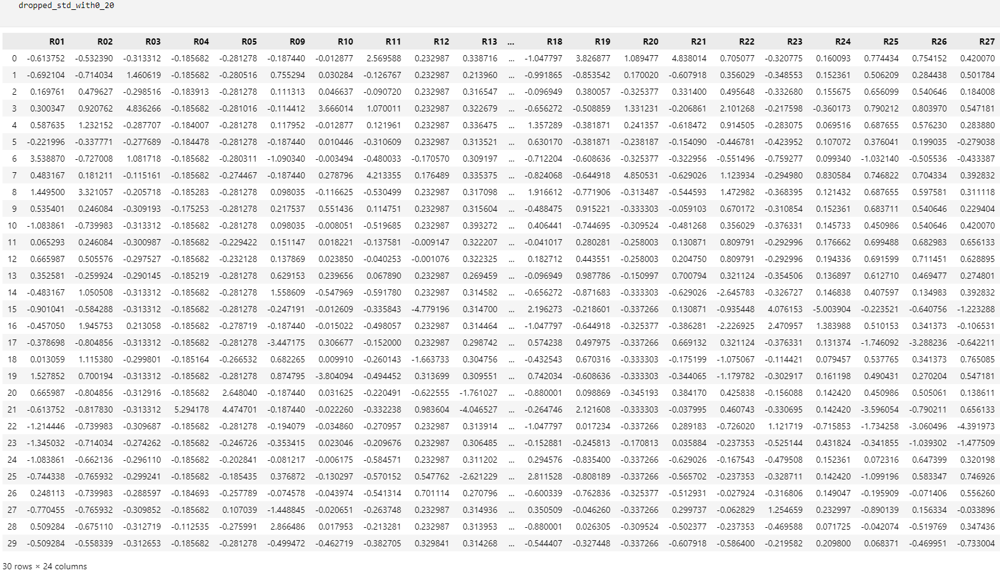 dropped_std_with0_20
R01 R02 R03 R04 R05 R09 R10 R11 R12 R13 ... R18 R19 R20 R21 R22 R23 R24 R25 R26 R27
0 -0.613752 -0.532390 -0.313312 -0.185682 -0.281278 -0.187440 -0.012877 2.569588 0.232987 0.338716 ... -1.047797 3.826877 1.089477 4.838014 0.705077 -0.320775 0.160093 0.774434 0.754152 0.420070
1 -0.692104 -0.714034 1.460619 -0.185682 -0.280516 0.755294 0.030284 -0.126767 0.232987 0.213960 ... -0.991865 -0.853542 0.170020 -0.607918 0.356029 -0.348553 0.152361 0.506209 0.284438 0.501784
2 0.169761 0.479627 -0.298516 -0.183913 -0.281278 0.111313 0.046637 -0.090720 0.232987 0.316547 ... -0.096949 0.380057 -0.325377 0.331400 0.495648 -0.332680 0.155675 0.656099 0.540646 0.184008
3 0.300347 0.920762 4.836266 -0.185682 -0.281016 -0.114412 3.666014 1.070011 0.232987 0.322679 ... -0.656272 -0.508859 1.331231 -0.206861 2.101268 -0.217598 -0.360173 0.790212 0.803970 0.547181
4 0.587635 1.232152 -0.287707 -0.184007 -0.281278 0.117952 -0.012877 0.121961 0.232987 0.336475 ... 1.357289 -0.381871 0.241357 -0.618472 0.914505 -0.283075 0.069516 0.687655 0.576230 0.283880
5 -0.221996 -0.337771 -0.277689 -0.184478 -0.281278 -0.187440 0.010446 -0.310609 0.232987 0.313521 ... 0.630170 -0.381871 -0.238187 -0.154090 -0.446781 -0.423952 0.107072 0.376041 0.199035 -0.279038
6 3.538870 -0.727008 1.081718 -0.185682 -0.280311 -1.090340 -0.003494 -0.480033 -0.170570 0.309197 ... -0.712204 -0.608636 -0.325377 -0.322956 -0.551496 -0.759277 0.099340 -1.032140 -0.505536 -0.433387
7 0.483167 0.181211 -0.115161 -0.185682 -0.274467 -0.187440 0.278796 4.213355 0.176489 0.335375 ... -0.824068 -0.644918 4.850531 -0.629026 1.123934 -0.294980 0.830584 0.746822 0.704334 0.392832
8 1.449500 3.321057 -0.205718 -0.185283 -0.281278 0.098035 -0.116625 -0.530499 0.232987 0.317098 ... 1.916612 -0.771906 -0.313487 -0.544593 1.472982 -0.368395 0.121432 0.687655 0.597581 0.311118
9 0.535401 0.246084 -0.309193 -0.175253 -0.281278 0.217537 0.551436 0.114751 0.232987 0.315604 ... -0.488475 0.915221 -0.333303 -0.059103 0.670172 -0.310854 0.152361 0.683711 0.540646 0.229404
10 -1.083861 -0.739983 -0.313312 -0.185682 -0.281278 0.098035 -0.008051 -0.519685 0.232987 0.393272 ... 0.406441 -0.744695 -0.309524 -0.481268 0.356029 -0.376331 0.145733 0.450986 0.540646 0.420070
11 0.065293 0.246084 -0.300987 -0.185682 -0.229422 0.151147 0.018221 -0.137581 -0.009147 0.322207 ... -0.041017 0.280281 -0.258003 0.130871 0.809791 -0.292996 0.176662 0.699488 0.682983 0.656133
12 0.665987 0.505576 -0.297527 -0.185682 -0.232128 0.137869 0.023850 -0.040253 -0.001076 0.322325 ... 0.182712 0.443551 -0.258003 0.204750 0.809791 -0.292996 0.194336 0.691599 0.711451 0.628895
13 0.352581 -0.259924 -0.290145 -0.185219 -0.281278 0.629153 0.239656 0.067890 0.232987 0.269459 ... -0.096949 0.987786 -0.150997 0.700794 0.321124 -0.354506 0.136897 0.612710 0.469477 0.274801
14 -0.483167 1.050508 -0.313312 -0.185682 -0.281278 1.558609 -0.547969 -0.591780 0.232987 0.314582 ... -0.656272 -0.871683 -0.333303 -0.629026 -2.645783 -0.326727 0.146838 0.407597 0.134983 0.392832
15 -0.901041 -0.584288 -0.313312 -0.185682 -0.281278 -0.247191 -0.012609 -0.335843 -4.779196 0.314700 ... 2.196273 -0.218601 -0.337266 0.130871 -0.935448 4.076153 -5.003904 -0.223521 -0.640756 -1.223288
16 -0.457050 1.945753 0.213058 -0.185682 -0.278719 -0.187440 -0.015022 -0.498057 0.232987 0.314464 ... -1.047797 -0.644918 -0.325377 -0.386281 -2.226925 2.470957 1.383988 0.510153 0.341373 -0.106531
17 -0.378698 -0.804856 -0.313312 -0.185682 -0.281278 -3.447175 0.306677 -0.152000 0.232987 0.298742 ... 0.574238 0.497975 -0.337266 0.669132 0.321124 -0.376331 0.131374 -1.746092 -3.288236 -0.642211
18 0.013059 1.115380 -0.299801 -0.185164 -0.266532 0.682265 0.009910 -0.260143 -1.663733 0.304756 ... -0.432543 0.670316 -0.333303 -0.175199 -1.075067 -0.114421 0.079457 0.537765 0.341373 0.765085
19 1.527852 0.700194 -0.313312 -0.185682 -0.281278 0.874795 -3.804094 -0.494452 0.313699 0.309551 ... 0.742034 -0.608636 -0.333303 -0.344065 -1.179782 -0.302917 0.161198 0.490431 0.270204 0.547181
20 0.665987 -0.804856 -0.312916 -0.185682 2.648040 -0.187440 0.031625 -0.220491 -0.622555 -1.761027 ... -0.880001 0.098869 -0.345193 0.384170 0.425838 -0.156088 0.142420 0.450986 0.505061 0.138611
21 -0.613752 -0.817830 -0.313312 5.294178 4.474701 -0.187440 -0.022260 -0.332238 0.983604 -4.046527 ... -0.264746 2.121608 -0.333303 -0.037995 0.460743 -0.330695 0.142420 -3.596054 -0.790211 0.656133
22 -1.214446 -0.739983 -0.309687 -0.185682 -0.281278 -0.194079 -0.034860 -0.270957 0.232987 0.313914 ... -1.047797 0.017234 -0.337266 0.289183 -0.726020 1.121719 -0.715853 -1.734258 -3.060496 -4.391973
23 -1.345032 -0.714034 -0.274262 -0.185682 -0.246726 -0.353415 0.023046 -0.209676 0.232987 0.306485 ... -0.152881 -0.245813 -0.170813 0.035884 -0.237353 -0.525144 0.431824 -0.341855 -1.039302 -1.477509
24 -1.083861 -0.662136 -0.296110 -0.185682 -0.202841 -0.081217 -0.006175 -0.584571 0.232987 0.311202 ... 0.294576 -0.835400 -0.337266 -0.629026 -0.167543 -0.479508 0.152361 0.072316 0.647399 0.320198
25 -0.744338 -0.765932 -0.299241 -0.185682 -0.185435 0.376872 -0.130297 -0.570152 0.547762 -2.621229 ... 2.811528 -0.808189 -0.337266 -0.565702 -0.237353 -0.328711 0.142420 -1.099196 0.583347 0.746926
26 0.248113 -0.739983 -0.288597 -0.184693 -0.257789 -0.074578 -0.043974 -0.541314 0.701114 0.270796 ... -0.600339 -0.762836 -0.325377 -0.512931 -0.027924 -0.316806 0.149047 -0.195909 -0.071406 0.556260
27 -0.770455 -0.765932 -0.309852 -0.185682 0.107039 -1.448845 -0.020651 -0.263748 0.232987 0.314936 ... 0.350509 -0.046260 -0.337266 0.299737 -0.062829 1.254659 0.232997 -0.890139 0.156334 -0.033896
28 0.509284 -0.675110 -0.312719 -0.112535 -0.275991 2.866486 0.017953 -0.213281 0.232987 0.313953 ... -0.880001 0.026305 -0.309524 -0.502377 -0.237353 -0.469588 0.071725 -0.042074 -0.519769 0.347436
29 -0.509284 -0.558339 -0.312653 -0.185682 -0.281278 -0.499472 -0.462719 -0.382705 0.329841 0.314268 ... -0.544407 -0.327448 -0.337266 -0.607918 -0.586400 -0.219582 0.209800 0.068371 -0.469951 -0.733004
30 rows × 24 columns